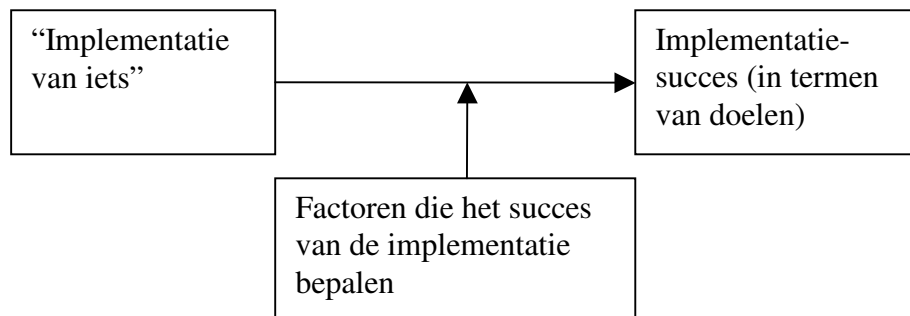 “Implementatie
van iets”
Implementatie-
succes (in termen
van doelen)
Factoren die het succes
van de implementatie
bepalen